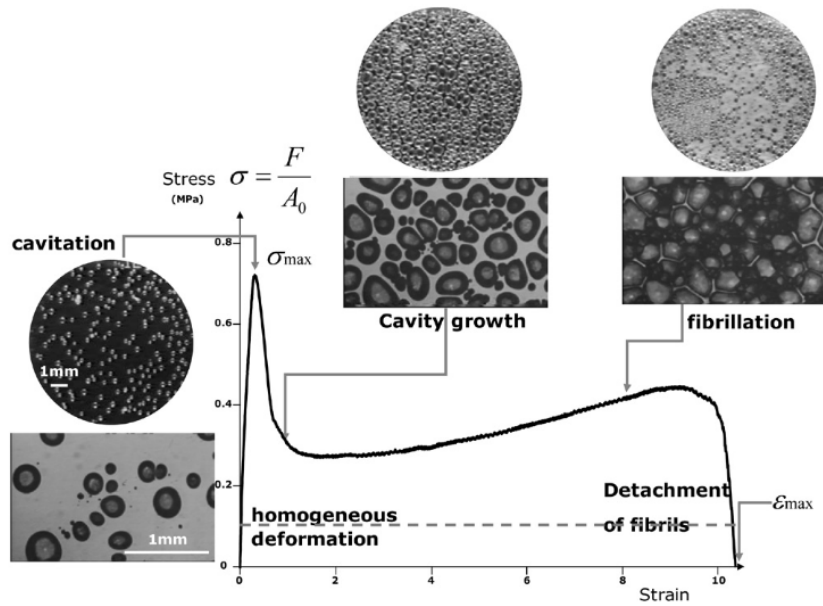 Stress σ = F / A₀
(MPa)
cavitation
0.8
σmax
1mm
Cavity growth
fibrillation
0.6
0.4
0.2
homogeneous
deformation
Detachment
of fibrils
εmax
1mm
0
0 2 4 6 8 10
Strain